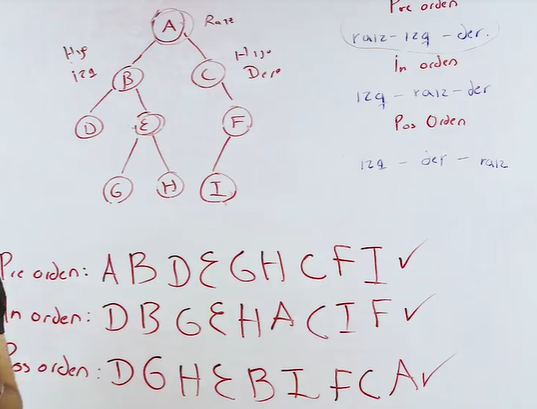 Pre orden
A Raiz
raiz - izq - der.
Hijo
izq
Hijo
Dere
In orden
B
C
izq - raiz - der
D
E
F
Pos Orden
izq - der - raiz
G
H
I
Pre orden: A B D E G H C F I ✓
In orden: D B G E H A C I F ✓
Pos orden: D G H E B I F C A ✓